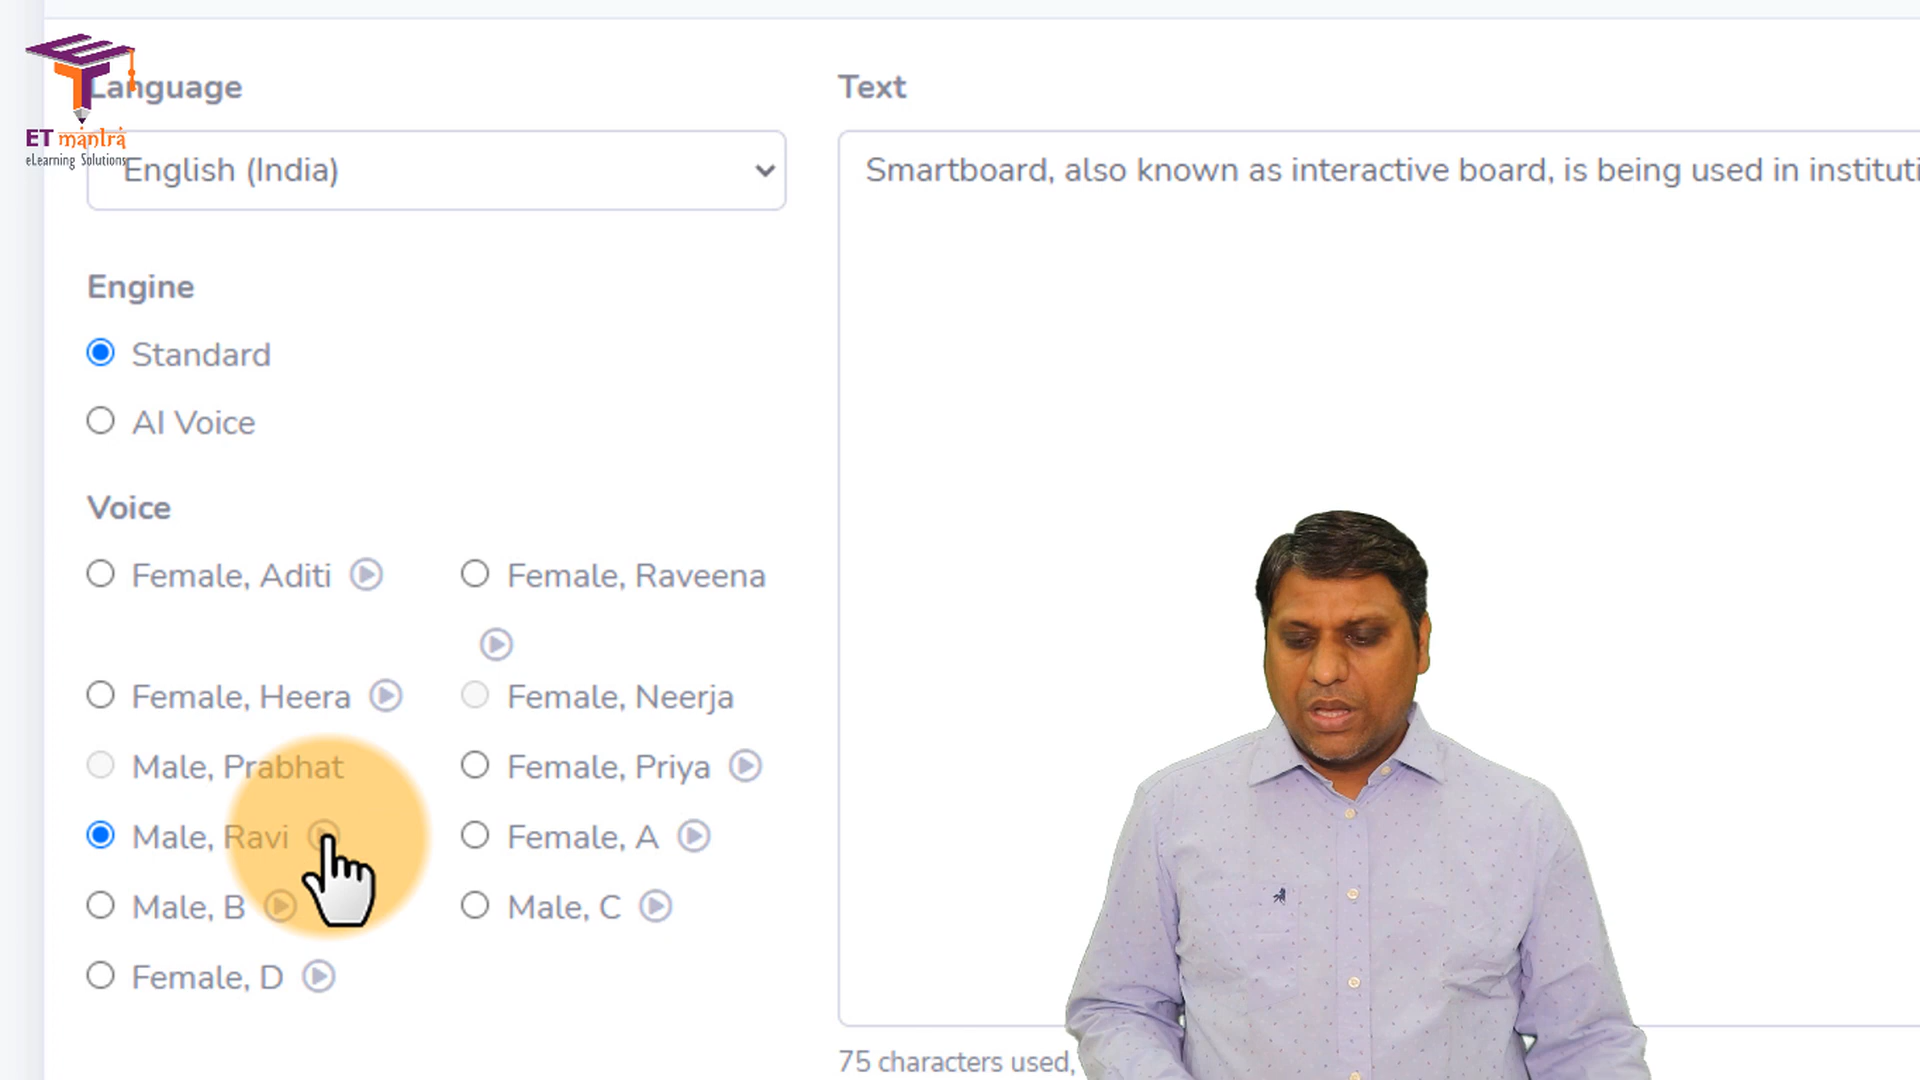 ET mantra
eLearning Solutions
Language
English (India)
Engine
Standard
AI Voice
Voice
Female, Aditi
Female, Raveena
Female, Heera
Female, Neerja
Male, Prabhat
Female, Priya
Male, Ravi
Female, A
Male, B
Male, C
Female, D
Text
Smartboard, also known as interactive board, is being used in instituti
75 characters used,